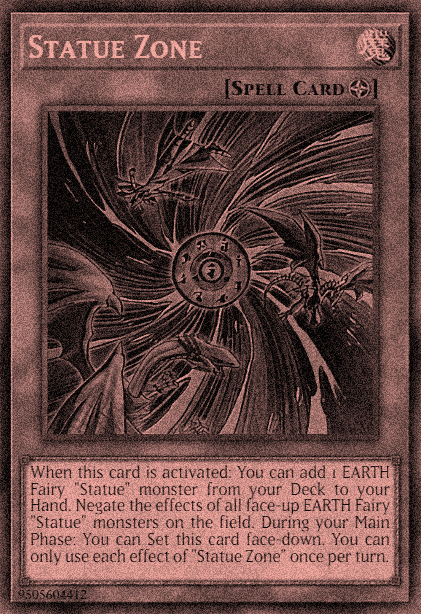 STATUE ZONE
魔
[SPELL CARD]
When this card is activated: You can add 1 EARTH
Fairy "Statue" monster from your Deck to your
Hand. Negate the effects of all face-up EARTH Fairy
"Statue" monsters on the field. During your Main
Phase: You can Set this card face-down. You can
only use each effect of "Statue Zone" once per turn.
9505604412